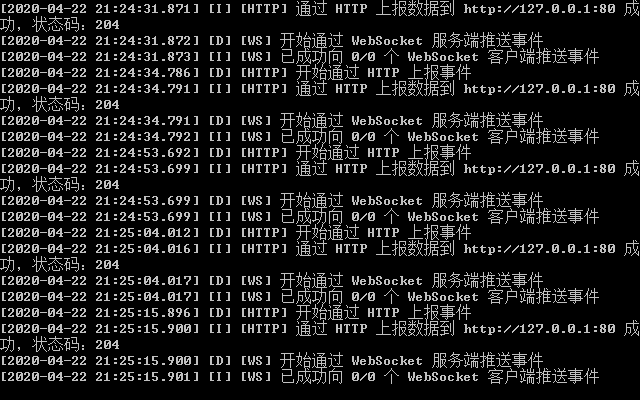 [2020-04-22 21:24:31.871] [I] [HTTP] 通过 HTTP 上报数据到 http://127.0.0.1:80 成
功，状态码：204
[2020-04-22 21:24:31.872] [D] [WS] 开始通过 WebSocket 服务端推送事件
[2020-04-22 21:24:31.873] [I] [WS] 已成功向 0/0 个 WebSocket 客户端推送事件
[2020-04-22 21:24:34.786] [D] [HTTP] 开始通过 HTTP 上报事件
[2020-04-22 21:24:34.791] [I] [HTTP] 通过 HTTP 上报数据到 http://127.0.0.1:80 成
功，状态码：204
[2020-04-22 21:24:34.791] [D] [WS] 开始通过 WebSocket 服务端推送事件
[2020-04-22 21:24:34.792] [I] [WS] 已成功向 0/0 个 WebSocket 客户端推送事件
[2020-04-22 21:24:53.692] [D] [HTTP] 开始通过 HTTP 上报事件
[2020-04-22 21:24:53.699] [I] [HTTP] 通过 HTTP 上报数据到 http://127.0.0.1:80 成
功，状态码：204
[2020-04-22 21:24:53.699] [D] [WS] 开始通过 WebSocket 服务端推送事件
[2020-04-22 21:24:53.699] [I] [WS] 已成功向 0/0 个 WebSocket 客户端推送事件
[2020-04-22 21:25:04.012] [D] [HTTP] 开始通过 HTTP 上报事件
[2020-04-22 21:25:04.016] [I] [HTTP] 通过 HTTP 上报数据到 http://127.0.0.1:80 成
功，状态码：204
[2020-04-22 21:25:04.017] [D] [WS] 开始通过 WebSocket 服务端推送事件
[2020-04-22 21:25:04.017] [I] [WS] 已成功向 0/0 个 WebSocket 客户端推送事件
[2020-04-22 21:25:15.896] [D] [HTTP] 开始通过 HTTP 上报事件
[2020-04-22 21:25:15.900] [I] [HTTP] 通过 HTTP 上报数据到 http://127.0.0.1:80 成
功，状态码：204
[2020-04-22 21:25:15.900] [D] [WS] 开始通过 WebSocket 服务端推送事件
[2020-04-22 21:25:15.901] [I] [WS] 已成功向 0/0 个 WebSocket 客户端推送事件